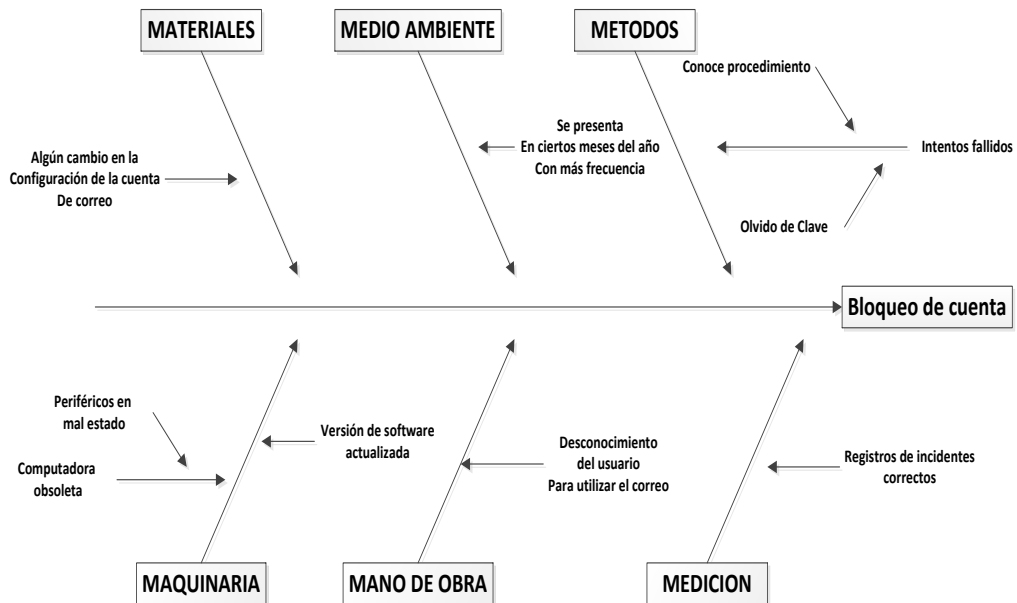 MATERIALES
MEDIO AMBIENTE
METODOS
Conoce procedimiento
Se presenta
En ciertos meses del año
Con más frecuencia
Intentos fallidos
Algún cambio en la
Configuración de la cuenta
De correo
Olvido de Clave
Bloqueo de cuenta
Periféricos en
mal estado
Versión de software
actualizada
Computadora
obsoleta
Desconocimiento
del usuario
Para utilizar el correo
Registros de incidentes
correctos
MAQUINARIA
MANO DE OBRA
MEDICION